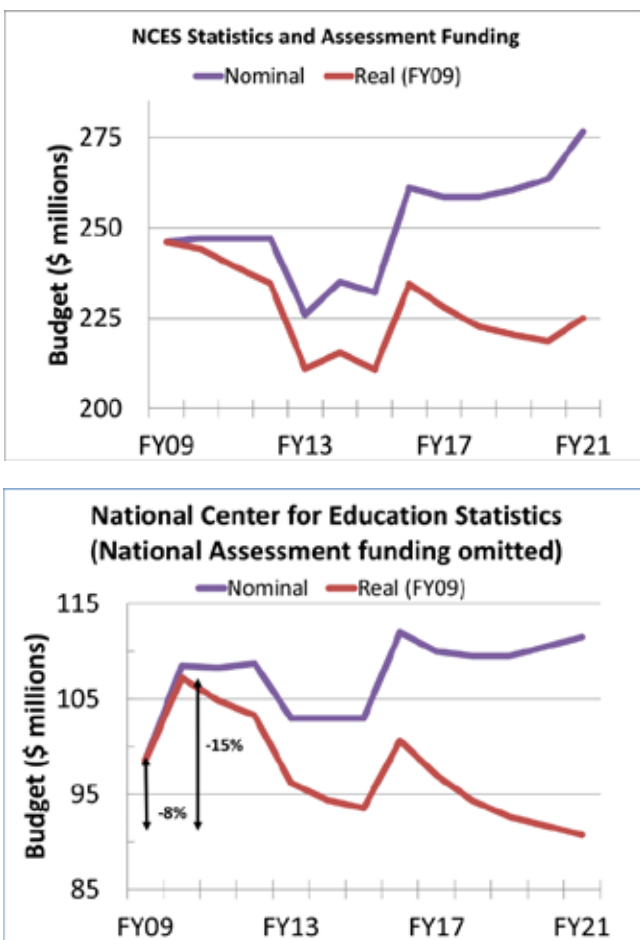 NCES Statistics and Assessment Funding
Nominal Real (FY09)
Budget ($ millions)
275
250
225
200
FY09 FY13 FY17 FY21
National Center for Education Statistics
(National Assessment funding omitted)
Nominal Real (FY09)
Budget ($ millions)
115
105
95
85
-15%
-8%
FY09 FY13 FY17 FY21